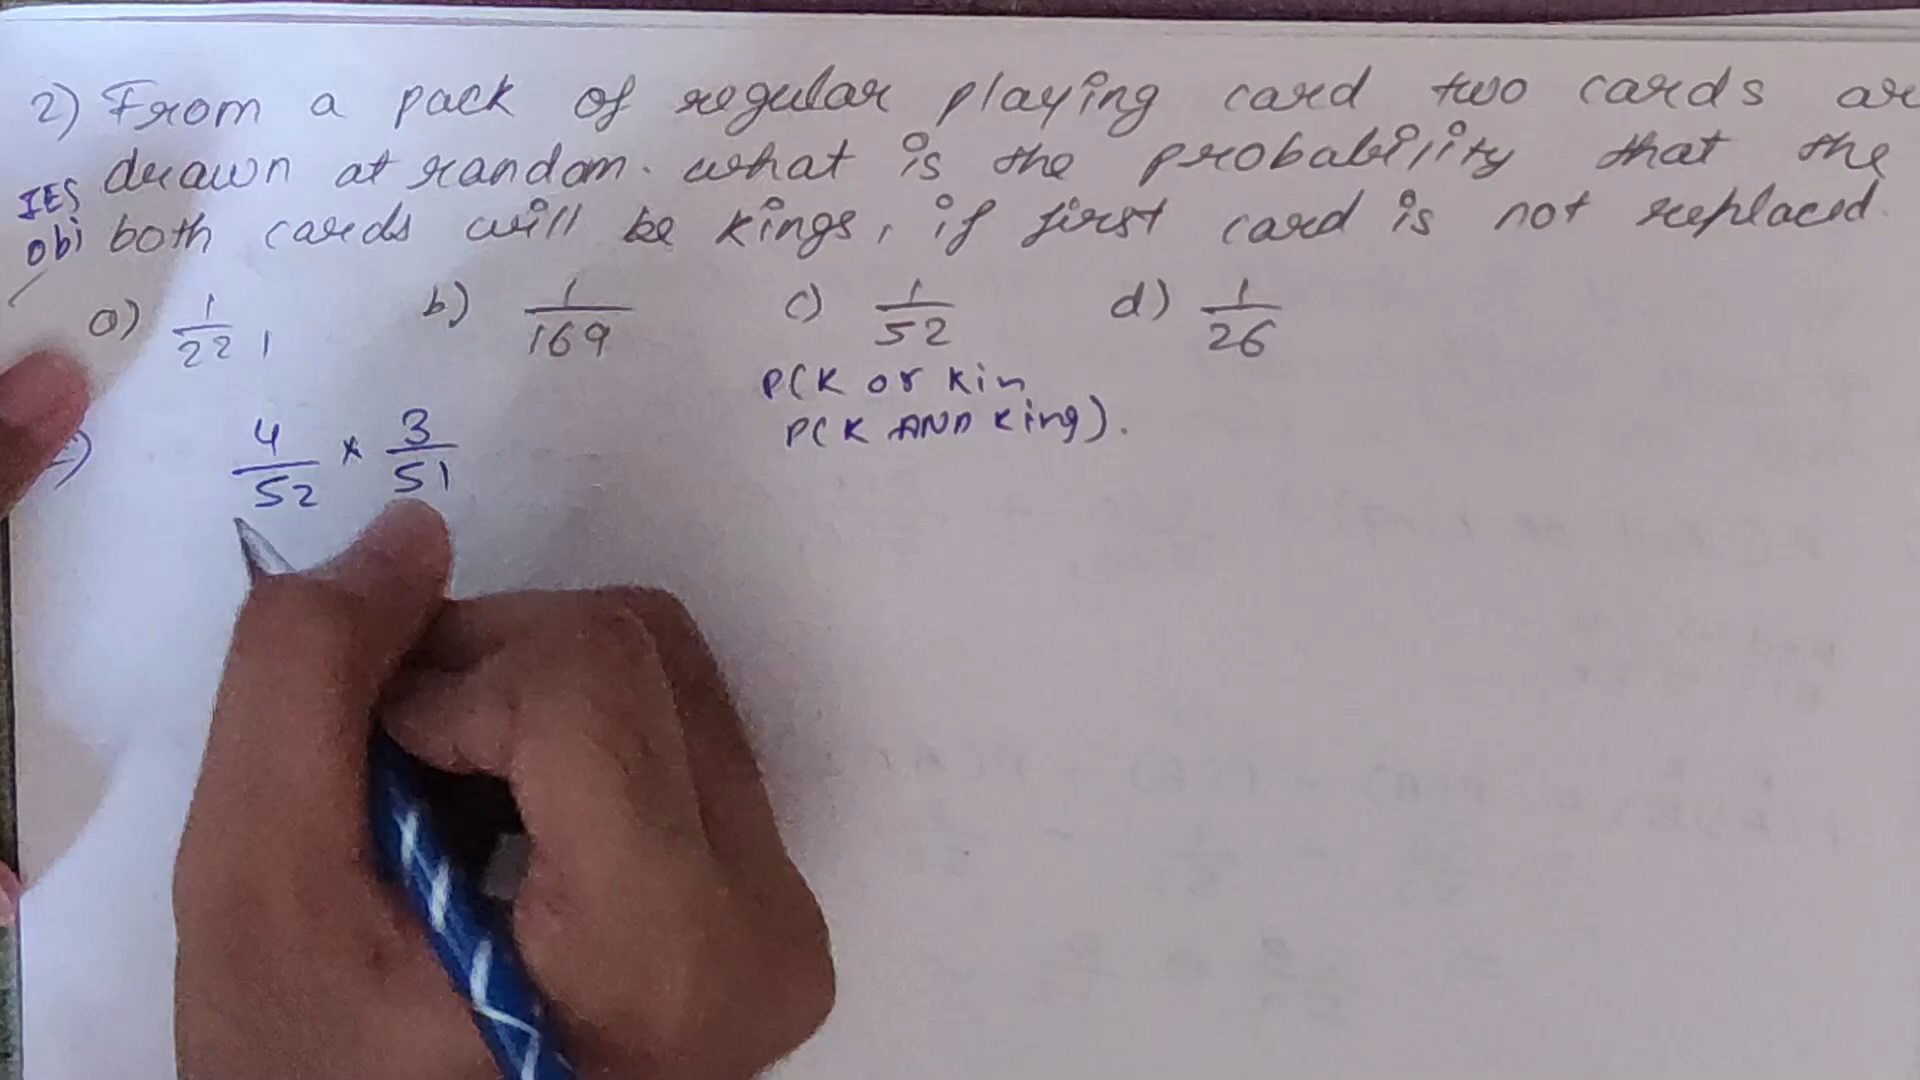 2) From a pack of regular playing card two cards ar
drawn at random. what is the probability that the
IES
obj both cards will be kings, if first card is not replaced.
a) 1/221 b) 1/169 c) 1/52 d) 1/26
P(K or Kin
P(K AND King).
4/52 × 3/51